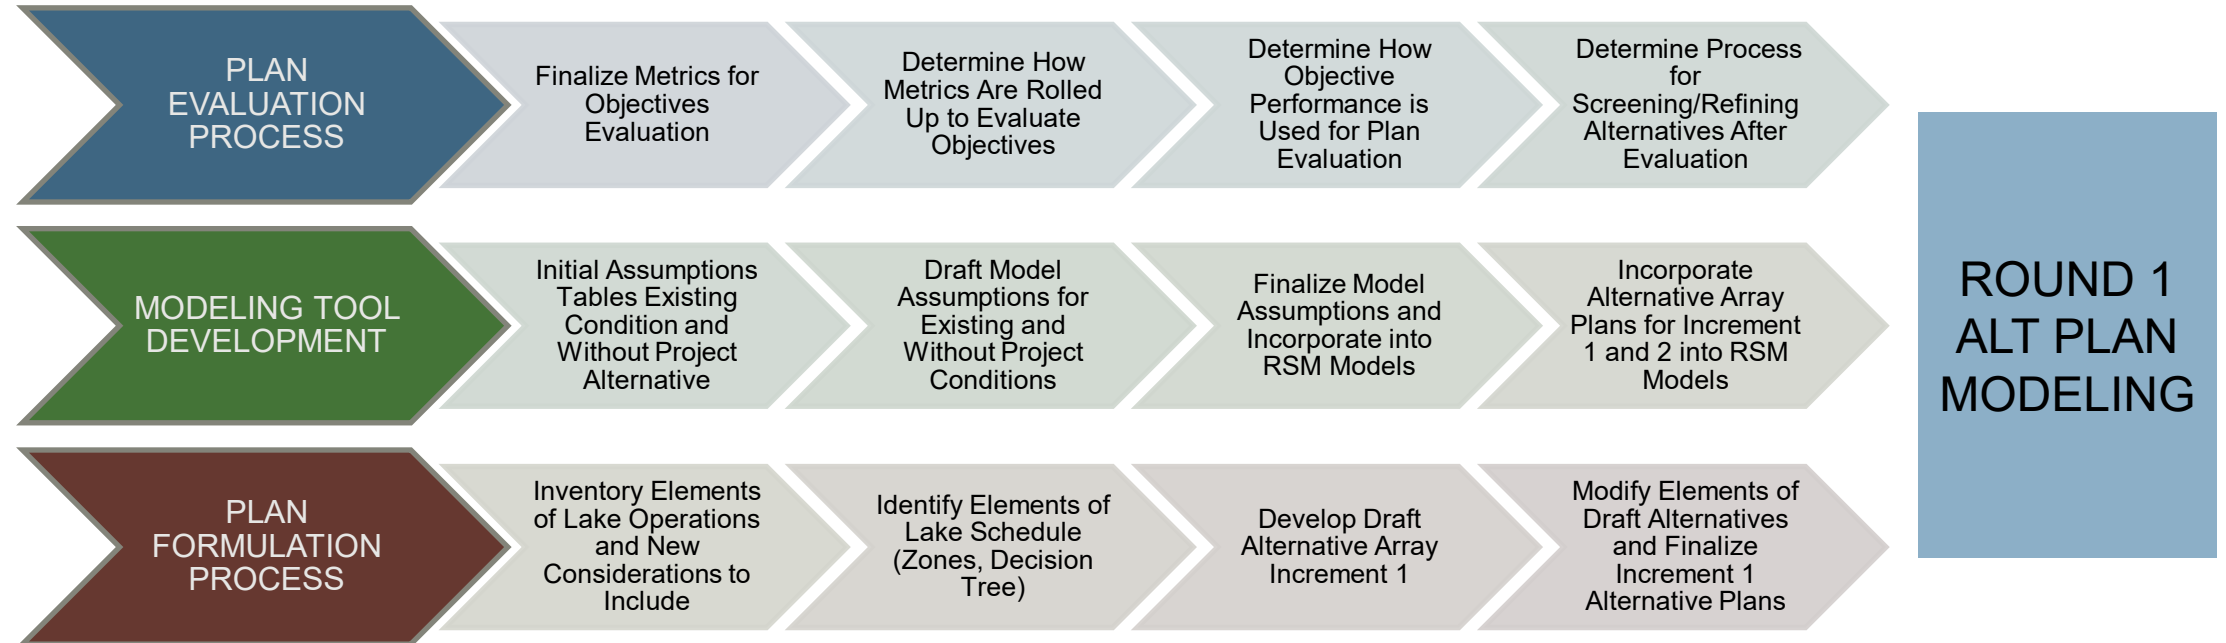 PLAN
EVALUATION
PROCESS
Finalize Metrics for
Objectives
Evaluation
Determine How
Metrics Are Rolled
Up to Evaluate
Objectives
Determine How
Objective
Performance is
Used for Plan
Evaluation
Determine Process
for
Screening/Refining
Alternatives After
Evaluation
MODELING TOOL
DEVELOPMENT
Initial Assumptions
Tables Existing
Condition and
Without Project
Alternative
Draft Model
Assumptions for
Existing and
Without Project
Conditions
Finalize Model
Assumptions and
Incorporate into
RSM Models
Incorporate
Alternative Array
Plans for Increment
1 and 2 into RSM
Models
PLAN
FORMULATION
PROCESS
Inventory Elements
of Lake Operations
and New
Considerations to
Include
Identify Elements of
Lake Schedule
(Zones, Decision
Tree)
Develop Draft
Alternative Array
Increment 1
Modify Elements of
Draft Alternatives
and Finalize
Increment 1
Alternative Plans
ROUND 1
ALT PLAN
MODELING